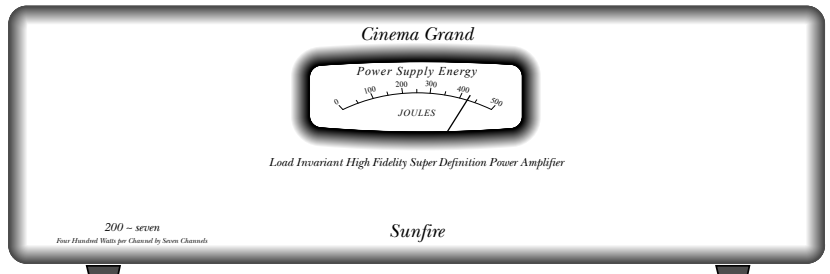 Cinema Grand
Power Supply Energy
0 100 200 300 400 500
JOULES
Load Invariant High Fidelity Super Definition Power Amplifier
200 ~ seven
Four Hundred Watts per Channel by Seven Channels
Sunfire